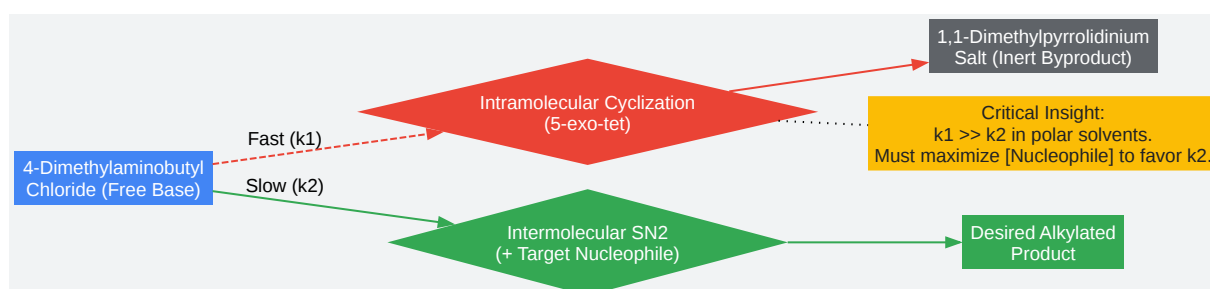 1,1-Dimethylpyrrolidinium
Salt (Inert Byproduct)
Intramolecular Cyclization
(5-exo-tet)
Critical Insight:
k1 >> k2 in polar solvents.
Must maximize [Nucleophile] to favor k2.
Fast (k1)
4-Dimethylaminobutyl
Chloride (Free Base)
Slow (k2)
Intermolecular SN2
(+ Target Nucleophile)
Desired Alkylated
Product